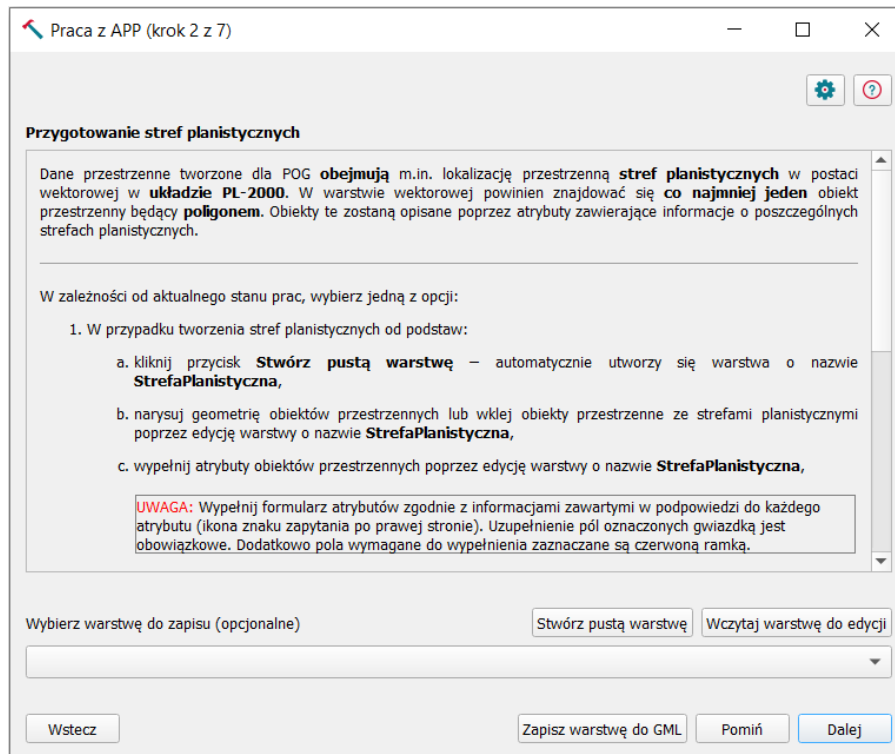 Praca z APP (krok 2 z 7)
Przygotowanie stref planistycznych
Dane przestrzenne tworzone dla POG obejmują m.in. lokalizację przestrzenną stref planistycznych w postaci
wektorowej w układzie PL-2000. W warstwie wektorowej powinien znajdować się co najmniej jeden obiekt
przestrzenny będący poligonem. Obiekty te zostaną opisane poprzez atrybuty zawierające informacje o poszczególnych
strefach planistycznych.
W zależności od aktualnego stanu prac, wybierz jedną z opcji:
1. W przypadku tworzenia stref planistycznych od podstaw:
a. kliknij przycisk Stwórz pustą warstwę – automatycznie utworzy się warstwa o nazwie
StrefaPlanistyczna,
b. narysuj geometrię obiektów przestrzennych lub wklej obiekty przestrzenne ze strefami planistycznymi
poprzez edycję warstwy o nazwie StrefaPlanistyczna,
c. wypełnij atrybuty obiektów przestrzennych poprzez edycję warstwy o nazwie StrefaPlanistyczna,
UWAGA: Wypełnij formularz atrybutów zgodnie z informacjami zawartymi w podpowiedzi do każdego
atrybutu (ikona znaku zapytania po prawej stronie). Uzupełnienie pól oznaczonych gwiazdką jest
obowiązkowe. Dodatkowo pola wymagane do wypełnienia zaznaczane są czerwoną ramką.
Wybierz warstwę do zapisu (opcjonalne)
Stwórz pustą warstwę
Wczytaj warstwę do edycji
Wstecz
Zapisz warstwę do GML
Pomiń
Dalej